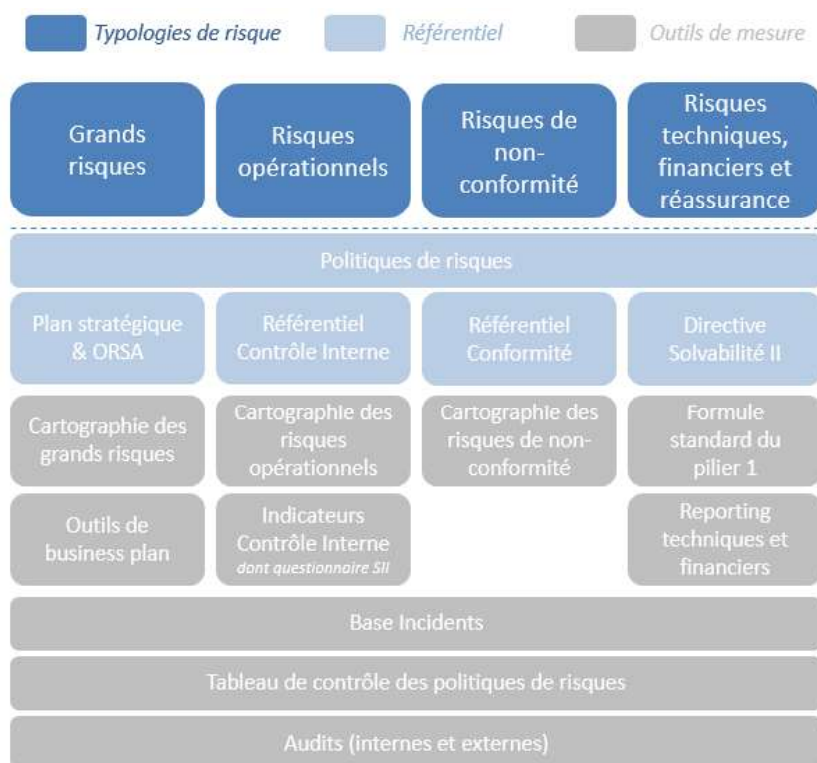 Typologies de risque
Référentiel
Outils de mesure
Grands
risques
Risques
opérationnels
Risques de
non-
conformité
Risques
techniques,
financiers et
réassurance
Politiques de risques
Plan stratégique
& ORSA
Référentiel
Contrôle Interne
Référentiel
Conformité
Directive
Solvabilité II
Cartographie des
grands risques
Cartographie des
risques
opérationnels
Cartographie des
risques de non-
conformité
Formule
standard du
pilier 1
Outils de
business plan
Indicateurs
Contrôle Interne
dont questionnaire SII
Reporting
techniques et
financiers
Base Incidents
Tableau de contrôle des politiques de risques
Audits (internes et externes)